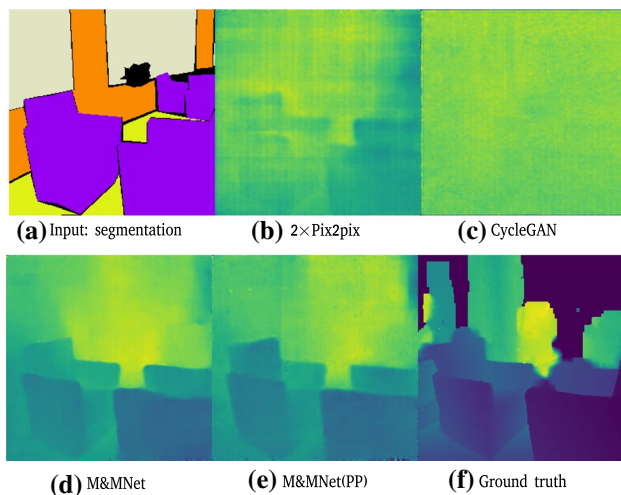 (a) Input: segmentation (b) 2×Pix2pix (c) CycleGAN
(d) M&MNet (e) M&MNet(PP) (f) Ground truth